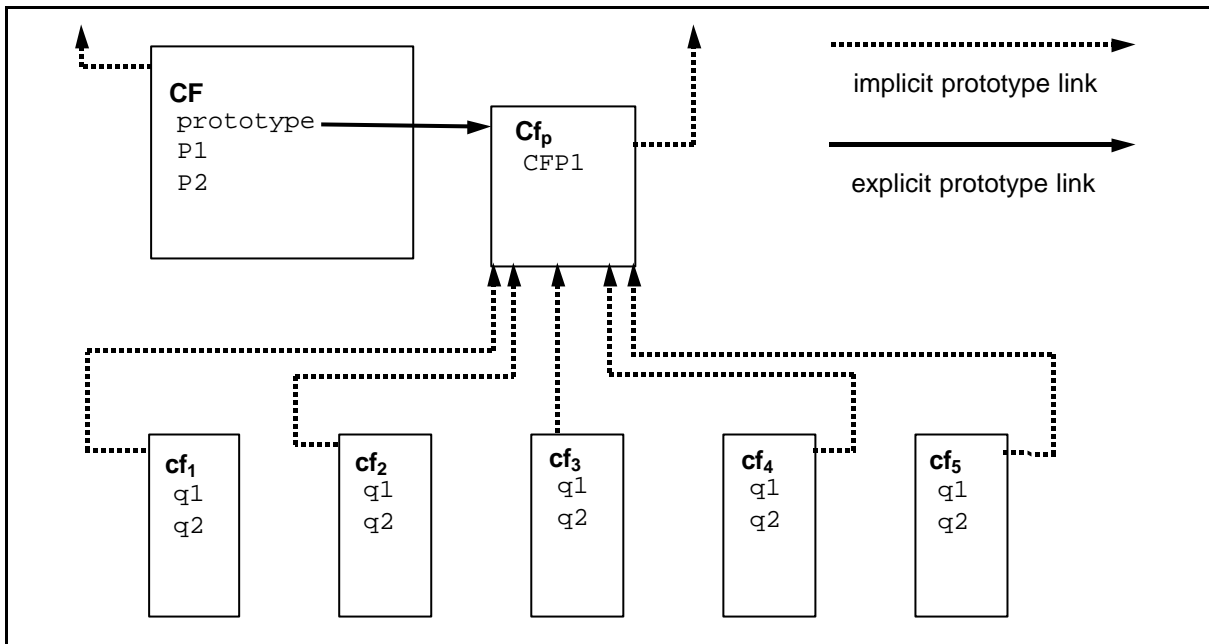 CF
prototype
P1
P2
Cfp
CFP1
implicit prototype link
explicit prototype link
cf1
q1
q2
cf2
q1
q2
cf3
q1
q2
cf4
q1
q2
cf5
q1
q2